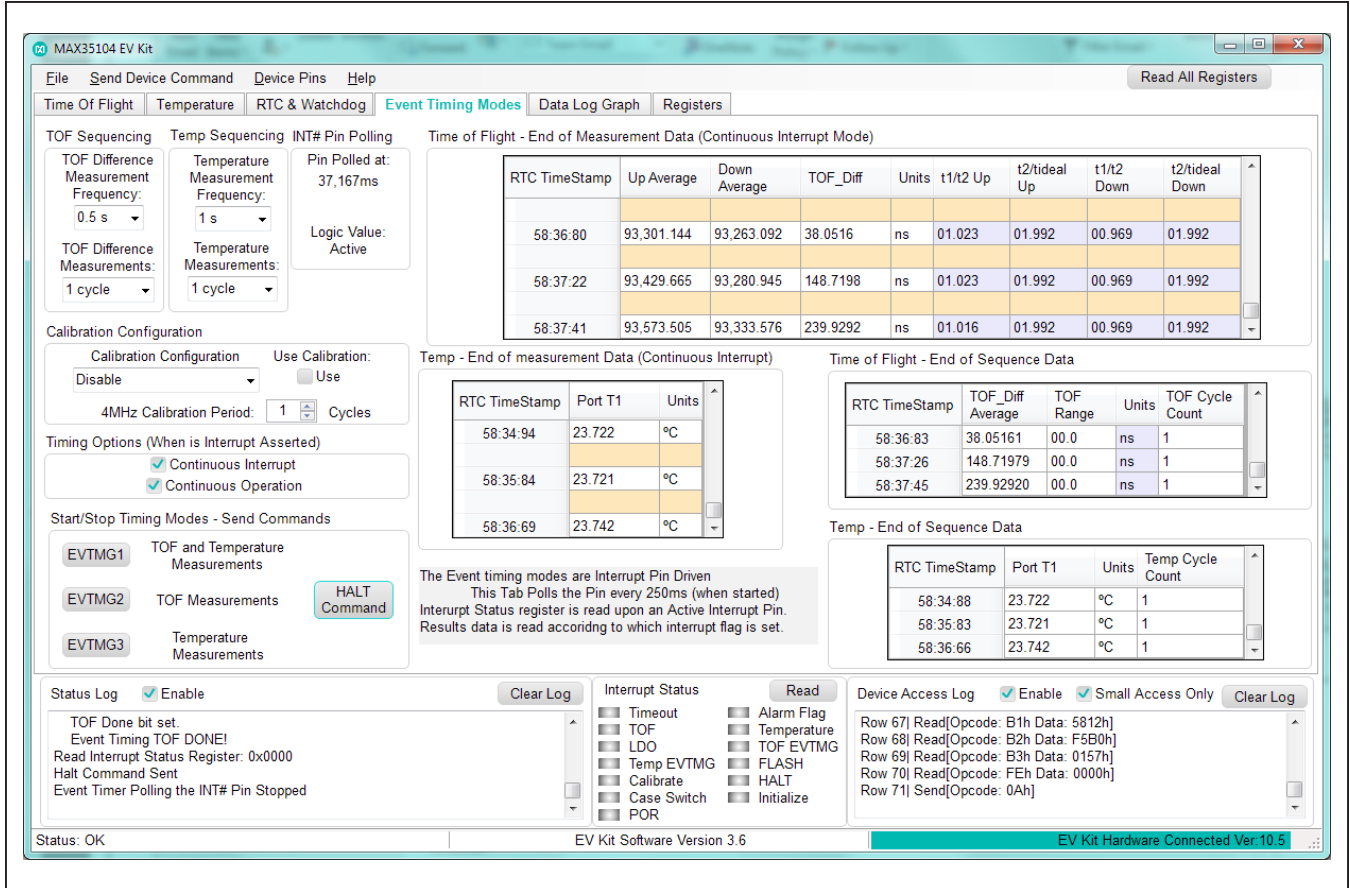 MAX35104 EV Kit
File Send Device Command Device Pins Help Read All Registers
Time Of Flight Temperature RTC & Watchdog Event Timing Modes Data Log Graph Registers
TOF Sequencing
TOF Difference
Measurement
Frequency:
0.5 s
TOF Difference
Measurements:
1 cycle
Temp Sequencing
Temperature
Measurement
Frequency:
1 s
Temperature
Measurements:
1 cycle
INT# Pin Polling
Pin Polled at:
37,167ms
Logic Value:
Active
Calibration Configuration
Calibration Configuration Use Calibration:
Disable Use
4MHz Calibration Period: 1 Cycles
Timing Options (When is Interrupt Asserted)
Continuous Interrupt
Continuous Operation
Start/Stop Timing Modes - Send Commands
EVTMG1 TOF and Temperature
Measurements
EVTMG2 TOF Measurements
HALT
Command
EVTMG3 Temperature
Measurements
Time of Flight - End of Measurement Data (Continuous Interrupt Mode)
RTC TimeStamp Up Average Down Average TOF_Diff Units t1/t2 Up t2/tideal Up t1/t2 Down t2/tideal Down
58:36:80 93,301.144 93,263.092 38.0516 ns 01.023 01.992 00.969 01.992
58:37:22 93,429.665 93,280.945 148.7198 ns 01.023 01.992 00.969 01.992
58:37:41 93,573.505 93,333.576 239.9292 ns 01.016 01.992 00.969 01.992
Temp - End of measurement Data (Continuous Interrupt)
RTC TimeStamp Port T1 Units
58:34:94 23.722 ºC
58:35:84 23.721 ºC
58:36:69 23.742 ºC
The Event timing modes are Interrupt Pin Driven
This Tab Polls the Pin every 250ms (when started)
Interurpt Status register is read upon an Active Interrupt Pin.
Results data is read accoridng to which interrupt flag is set.
Time of Flight - End of Sequence Data
RTC TimeStamp TOF_Diff Average TOF Range Units TOF Cycle Count
58:36:83 38.05161 00.0 ns 1
58:37:26 148.71979 00.0 ns 1
58:37:45 239.92920 00.0 ns 1
Temp - End of Sequence Data
RTC TimeStamp Port T1 Units Temp Cycle Count
58:34:88 23.722 ºC 1
58:35:83 23.721 ºC 1
58:36:66 23.742 ºC 1
Status Log Enable Clear Log
TOF Done bit set.
Event Timing TOF DONE!
Read Interrupt Status Register: 0x0000
Halt Command Sent
Event Timer Polling the INT# Pin Stopped
Interrupt Status Read
Timeout Alarm Flag
TOF Temperature
LDO TOF EVTMG
Temp EVTMG FLASH
Calibrate HALT
Case Switch Initialize
POR
Device Access Log Enable Small Access Only Clear Log
Row 67| Read[Opcode: B1h Data: 5812h]
Row 68| Read[Opcode: B2h Data: F5B0h]
Row 69| Read[Opcode: B3h Data: 0157h]
Row 70| Read[Opcode: FEh Data: 0000h]
Row 71| Send[Opcode: 0Ah]
Status: OK EV Kit Software Version 3.6 EV Kit Hardware Connected Ver:10.5